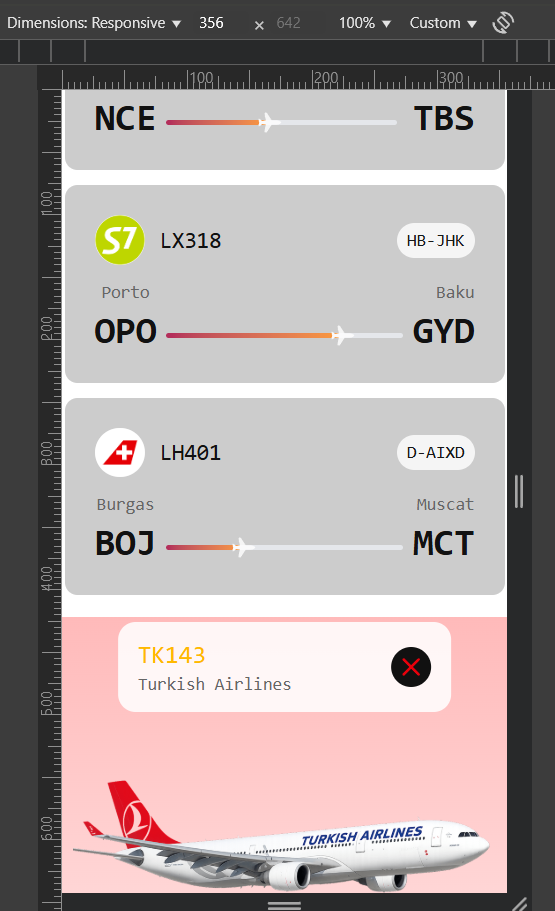 Dimensions: Responsive 356 × 642 100% Custom
100 200 300
NCE TBS
100
S7 LX318 HB-JHK
Porto Baku
200
OPO GYD
300
LH401 D-AIXD
Burgas Muscat
BOJ MCT
400
TK143
Turkish Airlines
500
600
TURKISH AIRLINES